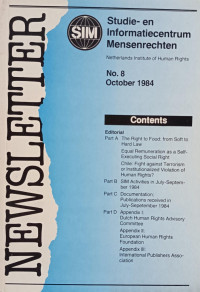 NEWSLETTER
SIM
Studie- en
Informatiecentrum
Mensenrechten
Netherlands Institute of Human Rights
No. 8
October 1984
Contents
Editorial
Part A The Right to Food: from Soft to
Hard Law
Equal Remuneration as a Self-
Executing Social Right
Chile: Fight against Terrorism
or Institutionalized Violation of
Human Rights?
Part B SIM Activities in July-Septem-
ber 1984
Part C Documentation:
Publications received in
July-September 1984
Part D Appendix I:
Dutch Human Rights Advisory
Committee
Appendix II:
European Human Rights
Foundation
Appendix III:
International Publishers Asso-
ciation